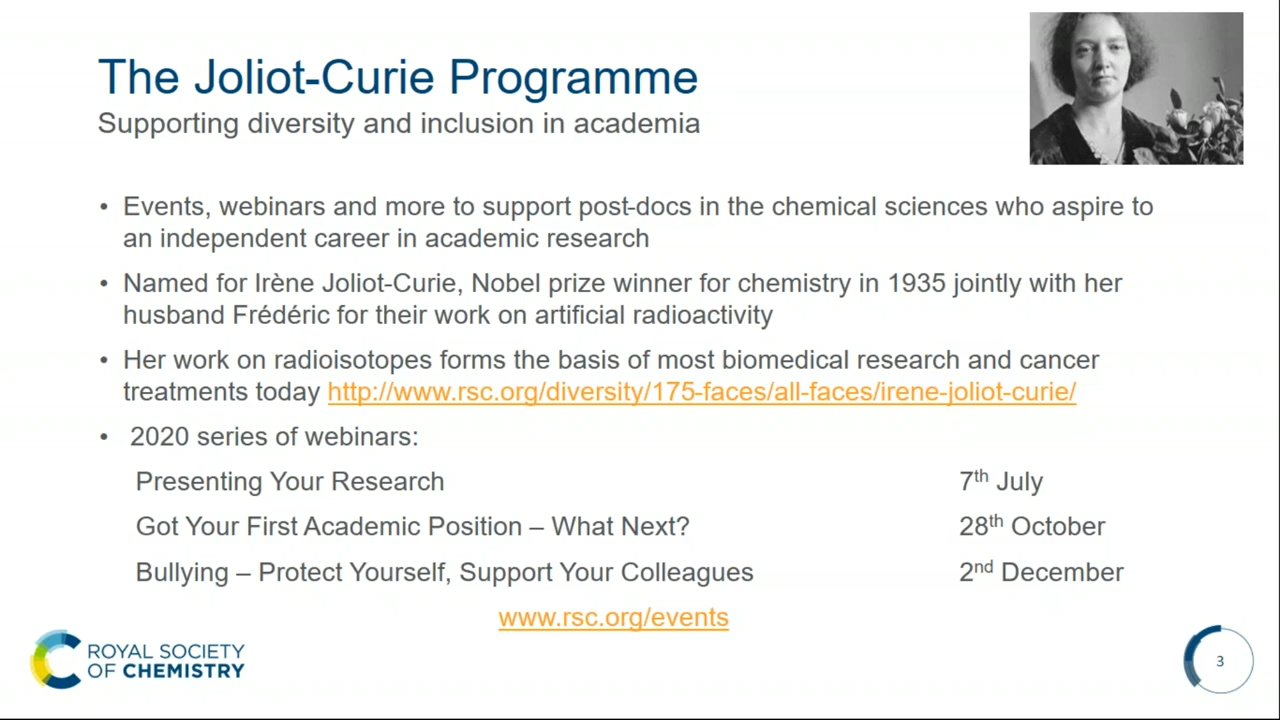 The Joliot-Curie Programme
Supporting diversity and inclusion in academia
• Events, webinars and more to support post-docs in the chemical sciences who aspire to
an independent career in academic research
• Named for Irène Joliot-Curie, Nobel prize winner for chemistry in 1935 jointly with her
husband Frédéric for their work on artificial radioactivity
• Her work on radioisotopes forms the basis of most biomedical research and cancer
treatments today http://www.rsc.org/diversity/175-faces/all-faces/irene-joliot-curie/
• 2020 series of webinars:
Presenting Your Research 7th July
Got Your First Academic Position – What Next? 28th October
Bullying – Protect Yourself, Support Your Colleagues 2nd December
www.rsc.org/events
ROYAL SOCIETY
OF CHEMISTRY
3